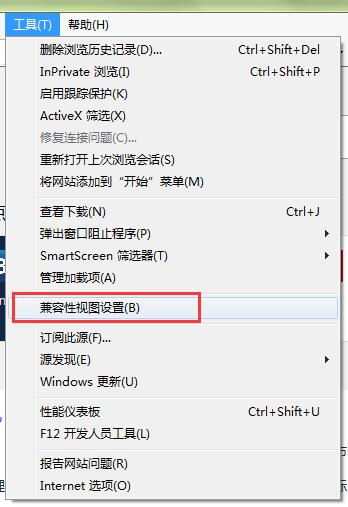 工具(T) 帮助(H)
删除浏览历史记录(D)... Ctrl+Shift+Del
InPrivate 浏览(I) Ctrl+Shift+P
启用跟踪保护(K)
ActiveX 筛选(X)
修复连接问题(C)...
重新打开上次浏览会话(S)
将网站添加到“开始”菜单(M)
查看下载(N) Ctrl+J
弹出窗口阻止程序(P)
SmartScreen 筛选器(T)
管理加载项(A)
兼容性视图设置(B)
订阅此源(F)...
源发现(E)
Windows 更新(U)
性能仪表板 Ctrl+Shift+U
F12 开发人员工具(L)
报告网站问题(R)
Internet 选项(O)